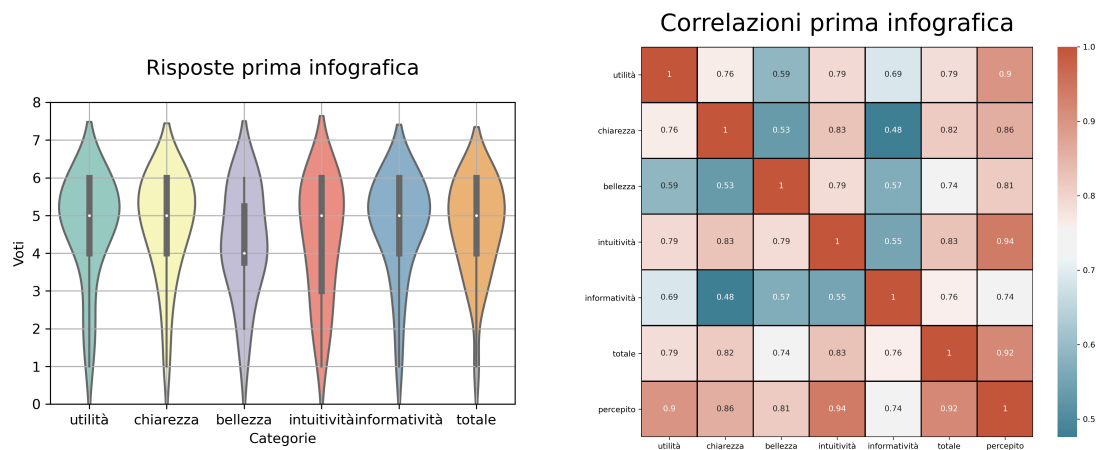 Risposte prima infografica
8
7
6
5
4
3
2
1
0
Voti
utilità chiarezza bellezza intuitività informatività totale
Categorie
Correlazioni prima infografica
utilità 1 0.76 0.59 0.79 0.69 0.79 0.9
chiarezza 0.76 1 0.53 0.83 0.48 0.82 0.86
bellezza 0.59 0.53 1 0.79 0.57 0.74 0.81
intuitività 0.79 0.83 0.79 1 0.55 0.83 0.94
informatività 0.69 0.48 0.57 0.55 1 0.76 0.74
totale 0.79 0.82 0.74 0.83 0.76 1 0.92
percepito 0.9 0.86 0.81 0.94 0.74 0.92 1
utilità chiarezza bellezza intuitività informatività totale percepito
1.0
0.9
0.8
0.7
0.6
0.5